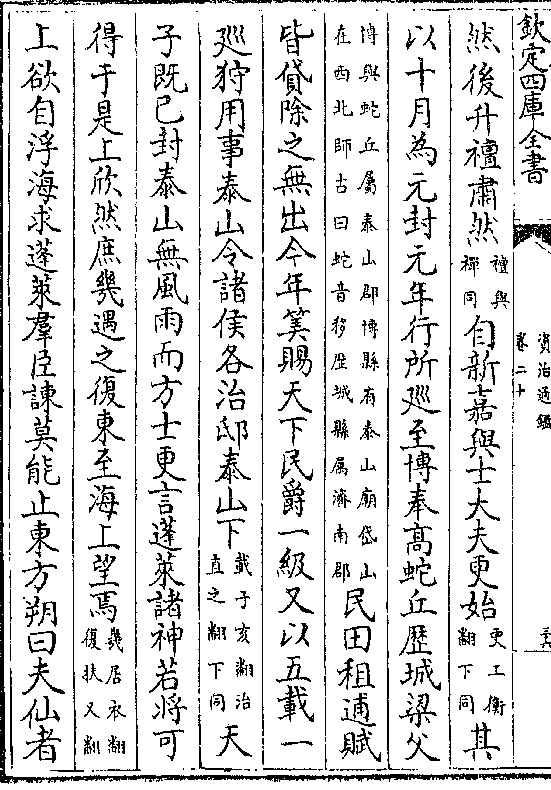 欽定四庫全書
資治通鑑
卷二十
然後升禮肅然禮與禪同自新嘉與士大夫更始更工衡翻下同其
以十月為元封元年行所廵至博奉髙蛇丘歴城梁父
博與蛇丘屬泰山郡博縣有泰山廟岱山在西北師古曰蛇音移歴城縣屬濟南郡民田租逋賦
皆貸除之無出今年筭賜天下民爵一級又以五載一
廵狩用事泰山令諸侯各治邸泰山下載子亥翻治直之翻下同天
子既已封泰山無風雨而方士更言蓬萊諸神若將可
得于是上欣然庶㡬遇之復東至海上望焉㡬居衣翻復扶又翻
上欲自浮海求蓬萊羣臣諫莫能止東方朔曰夫仙者